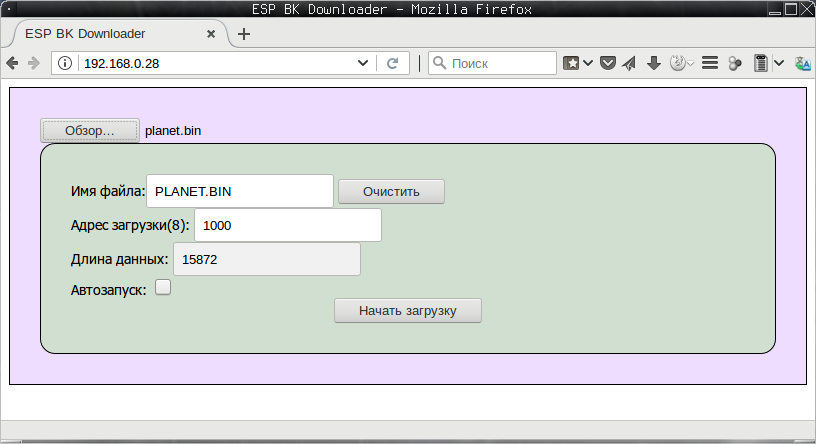 ESP BK Downloader - Mozilla Firefox
ESP BK Downloader
192.168.0.28
Поиск
Обзор... planet.bin
Имя файла: PLANET.BIN Очистить
Адрес загрузки(8): 1000
Длина данных: 15872
Автозапуск:
Начать загрузку